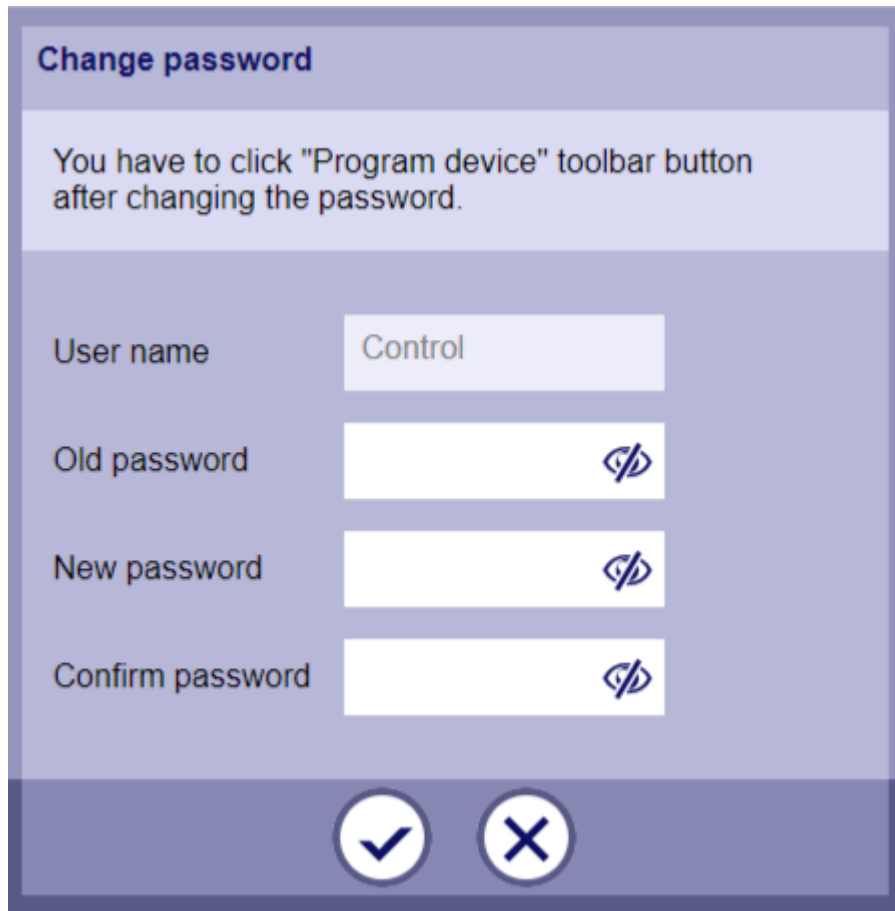 Change password
You have to click "Program device" toolbar button
after changing the password.
User name
Control
Old password
New password
Confirm password